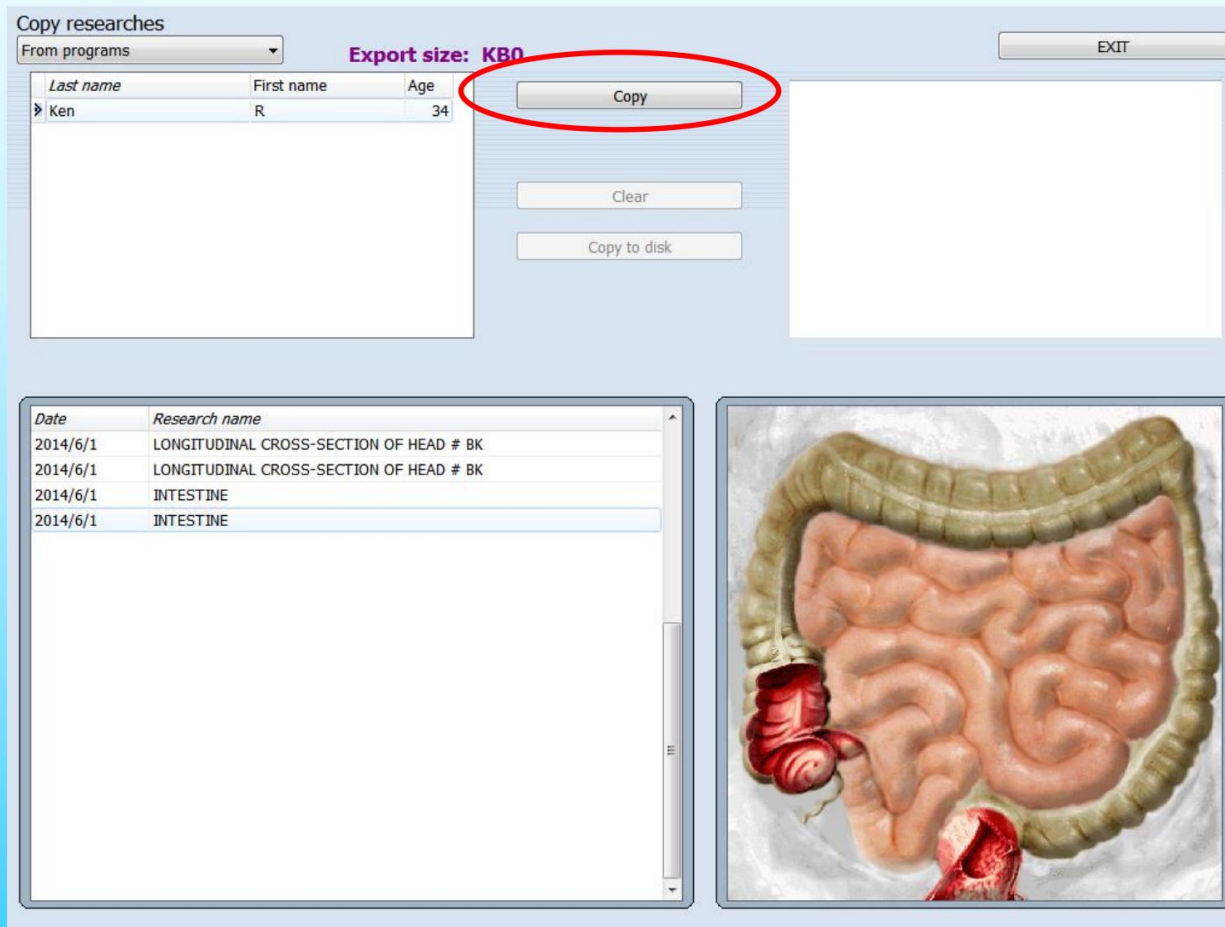 Copy researches
From programs
Export size: KB0
EXIT
Last name First name Age
Ken R 34
Copy
Clear
Copy to disk
Date Research name
2014/6/1 LONGITUDINAL CROSS-SECTION OF HEAD # BK
2014/6/1 LONGITUDINAL CROSS-SECTION OF HEAD # BK
2014/6/1 INTESTINE
2014/6/1 INTESTINE